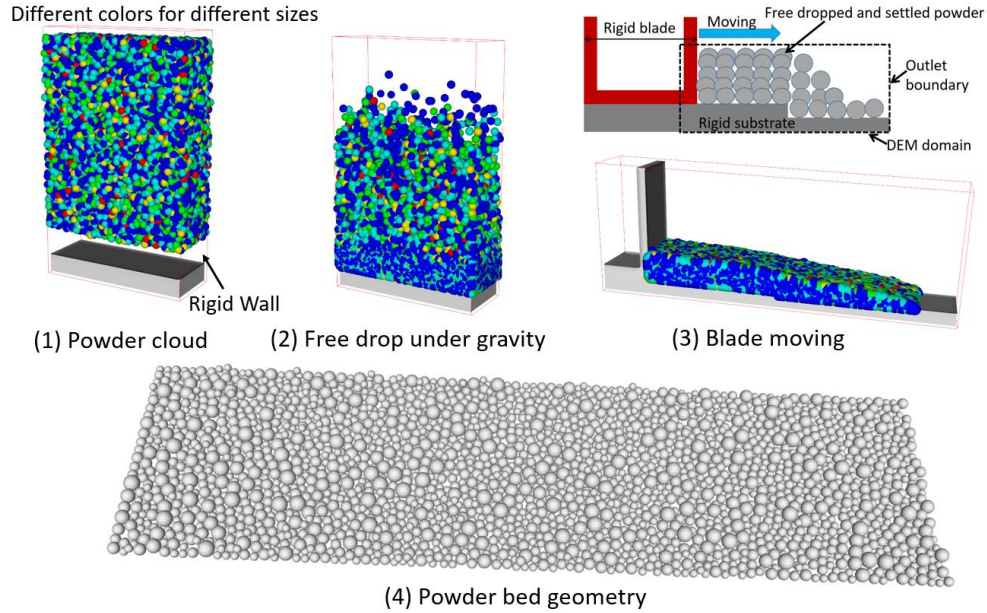 Different colors for different sizes
Rigid Wall
(1) Powder cloud
(2) Free drop under gravity
Moving
Free dropped and settled powder
Rigid blade
Outlet
boundary
Rigid substrate
DEM domain
(3) Blade moving
(4) Powder bed geometry